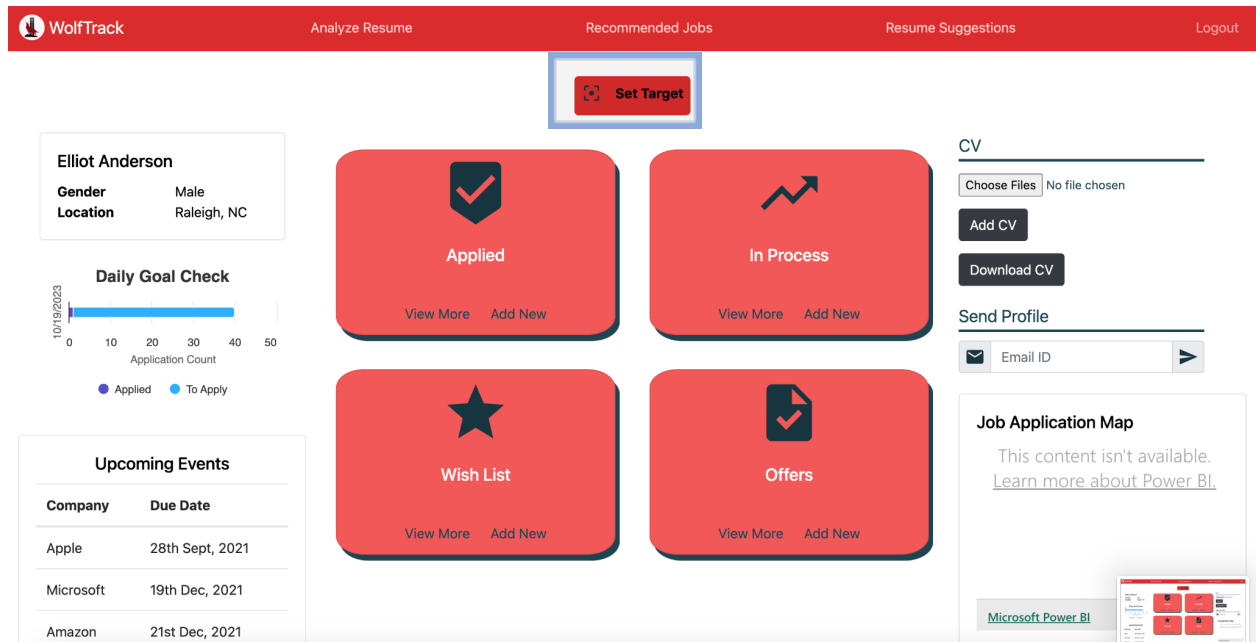 WolfTrack Analyze Resume Recommended Jobs Resume Suggestions Logout
Set Target
Elliot Anderson
Gender Male
Location Raleigh, NC
Daily Goal Check
10/19/2023
0 10 20 30 40 50
Application Count
Applied To Apply
Upcoming Events
Company Due Date
Apple 28th Sept, 2021
Microsoft 19th Dec, 2021
Amazon 21st Dec, 2021
Applied
View More Add New
In Process
View More Add New
Wish List
View More Add New
Offers
View More Add New
CV
Choose Files No file chosen
Add CV
Download CV
Send Profile
Email ID
Job Application Map
This content isn't available.
Learn more about Power BI.
Microsoft Power BI